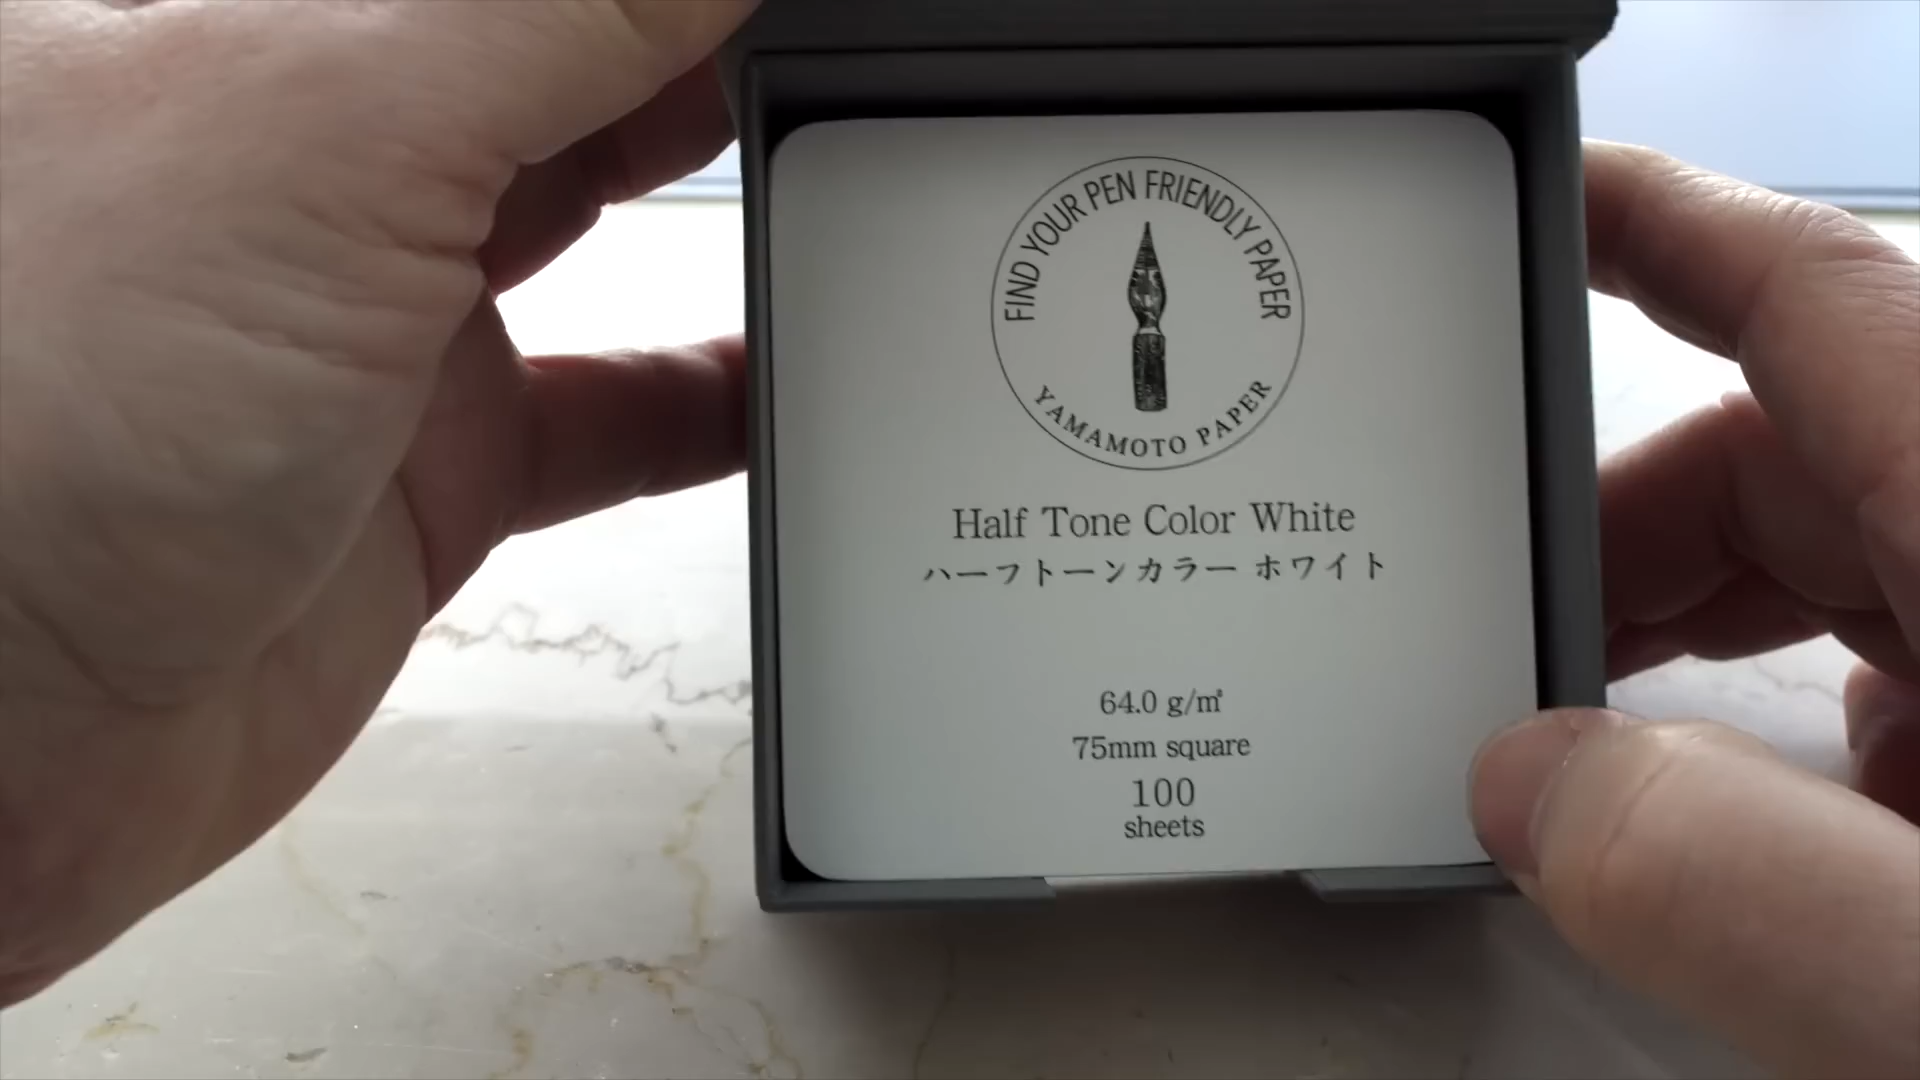 FIND YOUR PEN FRIENDLY PAPER
YAMAMOTO PAPER
Half Tone Color White
ハーフトーンカラー ホワイト
64.0 g/㎡
75mm square
100
sheets